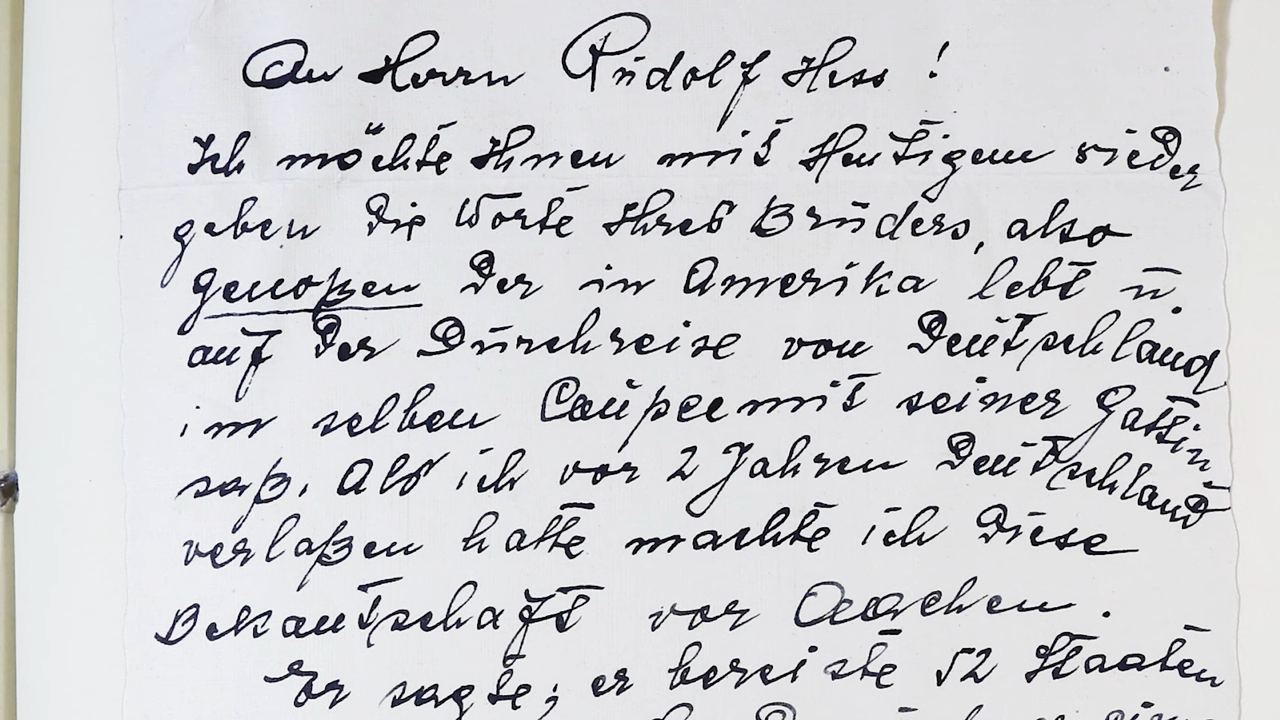 An Herrn Rudolf Hess!
Ich möchte Ihnen mit Heutigem wieder
geben die Worte Ihres Bruders, also
genoßen der in Amerika lebt u.
auf der Durchreise von Deutschland
im selben Coupee mit seiner Gattin
saß. Als ich vor 2 Jahren Deutschland
verlaßen hatte machte ich diese
Bekantschaft vor Aachen.
Er sagte; er bereiste 52 Staaten